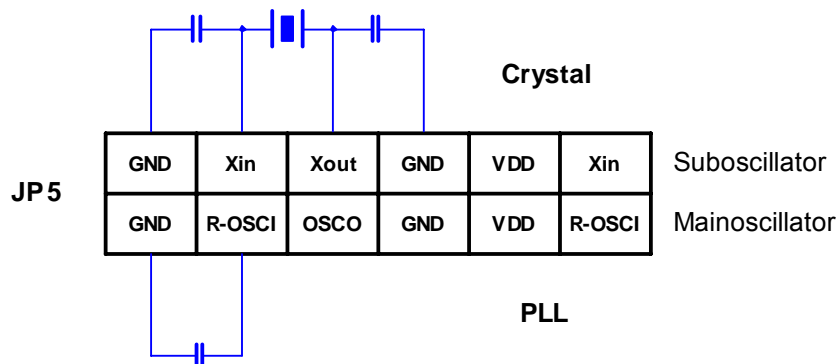 Crystal
GND Xin Xout GND VDD Xin Suboscillator
JP5
GND R-OSCI OSCO GND VDD R-OSCI Mainoscillator
PLL